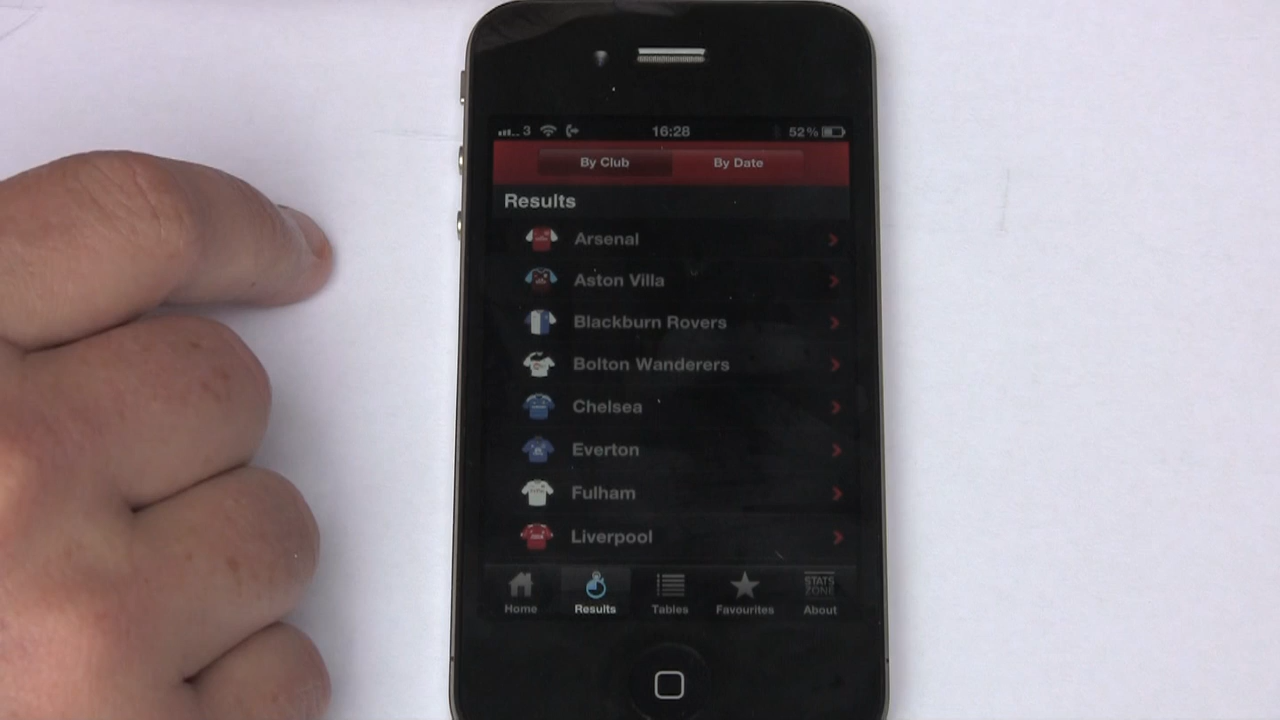 3 16:28 52%
By Club By Date
Results
Arsenal
Aston Villa
Blackburn Rovers
Bolton Wanderers
Chelsea
Everton
Fulham
Liverpool
STATS
ZONE
Home Results Tables Favourites About